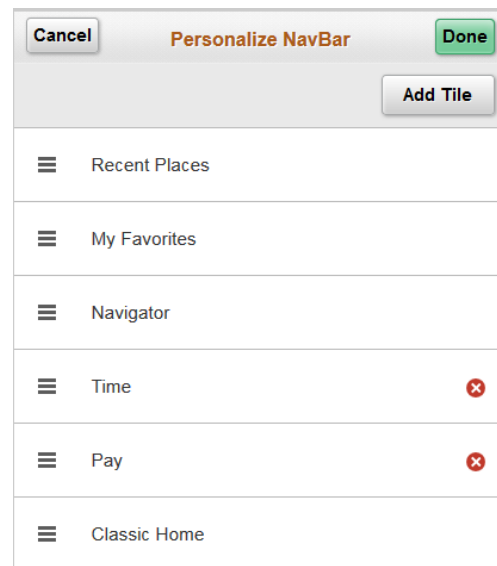 Cancel Personalize NavBar Done
Add Tile
Recent Places
My Favorites
Navigator
Time
Pay
Classic Home